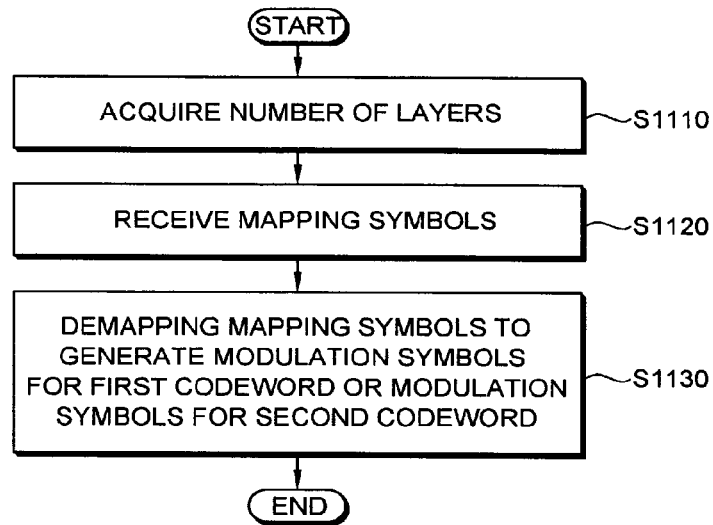 START
ACQUIRE NUMBER OF LAYERS
S1110
RECEIVE MAPPING SYMBOLS
S1120
DEMAPPING MAPPING SYMBOLS TO
GENERATE MODULATION SYMBOLS
FOR FIRST CODEWORD OR MODULATION
SYMBOLS FOR SECOND CODEWORD
S1130
END